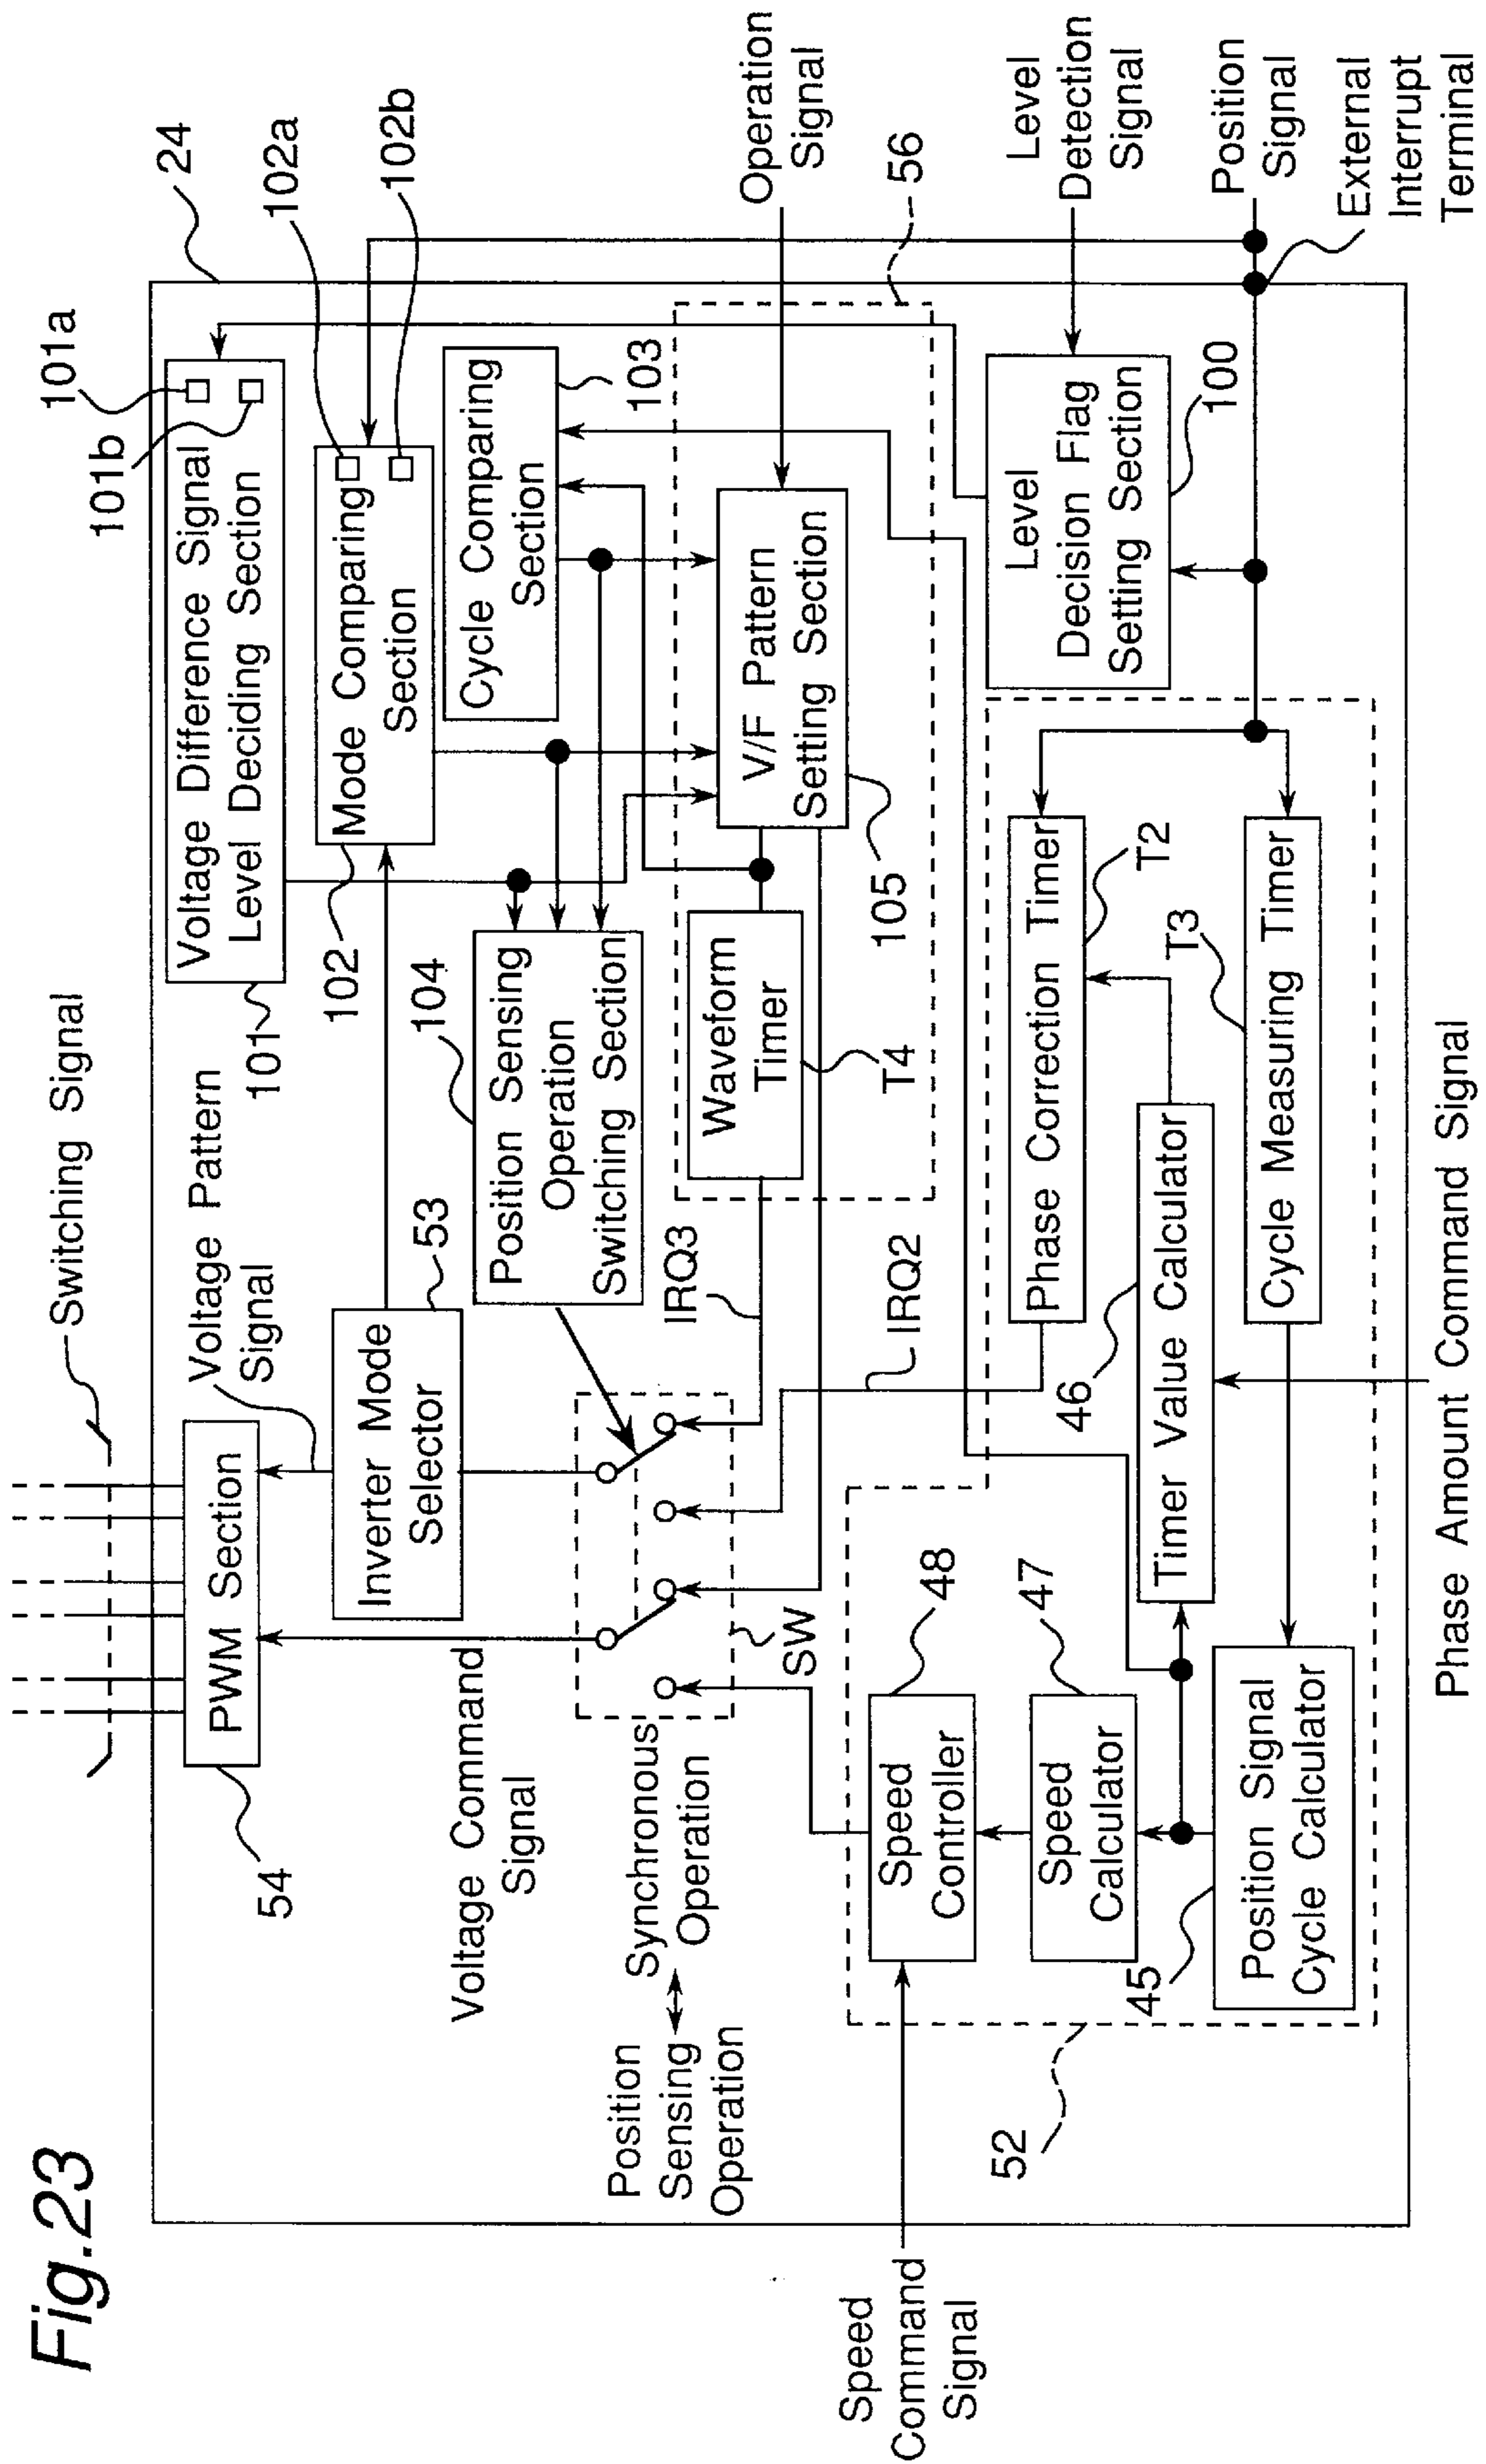 Fig.23
Switching Signal
54
PWM Section
Voltage Pattern
Signal
101
Voltage Difference Signal
Level Deciding Section
101a
101b
24
Voltage Command
Signal
Inverter Mode
Selector
53
102
Mode Comparing
Section
102a
102b
104
Position Sensing
Operation
Switching Section
Cycle Comparing
Section
103
Position
Sensing
Operation
Synchronous
Operation
SW
IRQ3
IRQ2
Waveform
Timer
T4
V/F Pattern
Setting Section
105
56
Operation
Signal
Speed
Command
Signal
52
Speed
Controller
48
Speed
Calculator
47
45
Position Signal
Cycle Calculator
46
Timer Value Calculator
Phase Correction Timer
T2
T3
Cycle Measuring Timer
Level
Decision Flag
Setting Section
100
Level
Detection
Signal
Position
Signal
External
Interrupt
Terminal
Phase Amount Command Signal